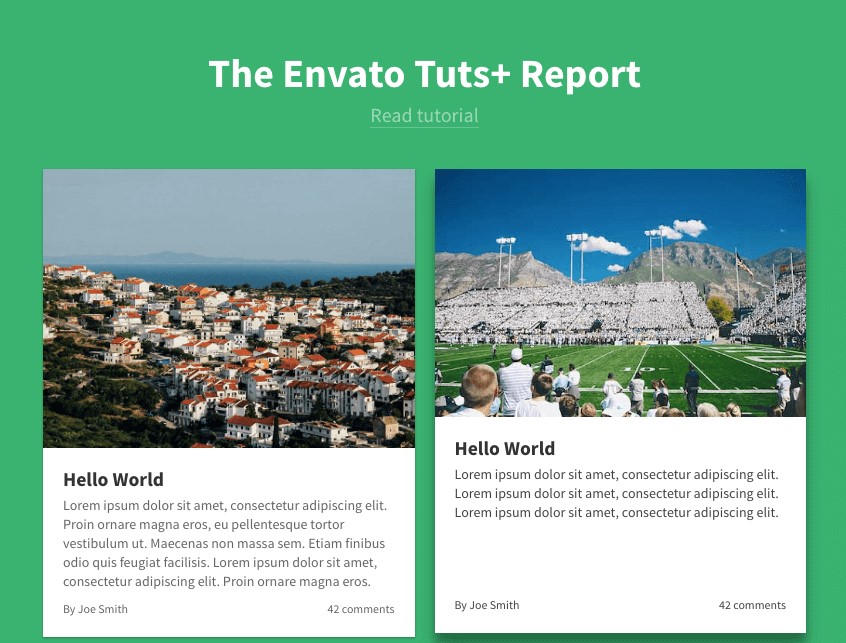 The Envato Tuts+ Report
Read tutorial
Hello World
Lorem ipsum dolor sit amet, consectetur adipiscing elit.
Proin ornare magna eros, eu pellentesque tortor
vestibulum ut. Maecenas non massa sem. Etiam finibus
odio quis feugiat facilisis. Lorem ipsum dolor sit amet,
consectetur adipiscing elit. Proin ornare magna eros.
By Joe Smith
42 comments
Hello World
Lorem ipsum dolor sit amet, consectetur adipiscing elit.
Lorem ipsum dolor sit amet, consectetur adipiscing elit.
Lorem ipsum dolor sit amet, consectetur adipiscing elit.
By Joe Smith
42 comments